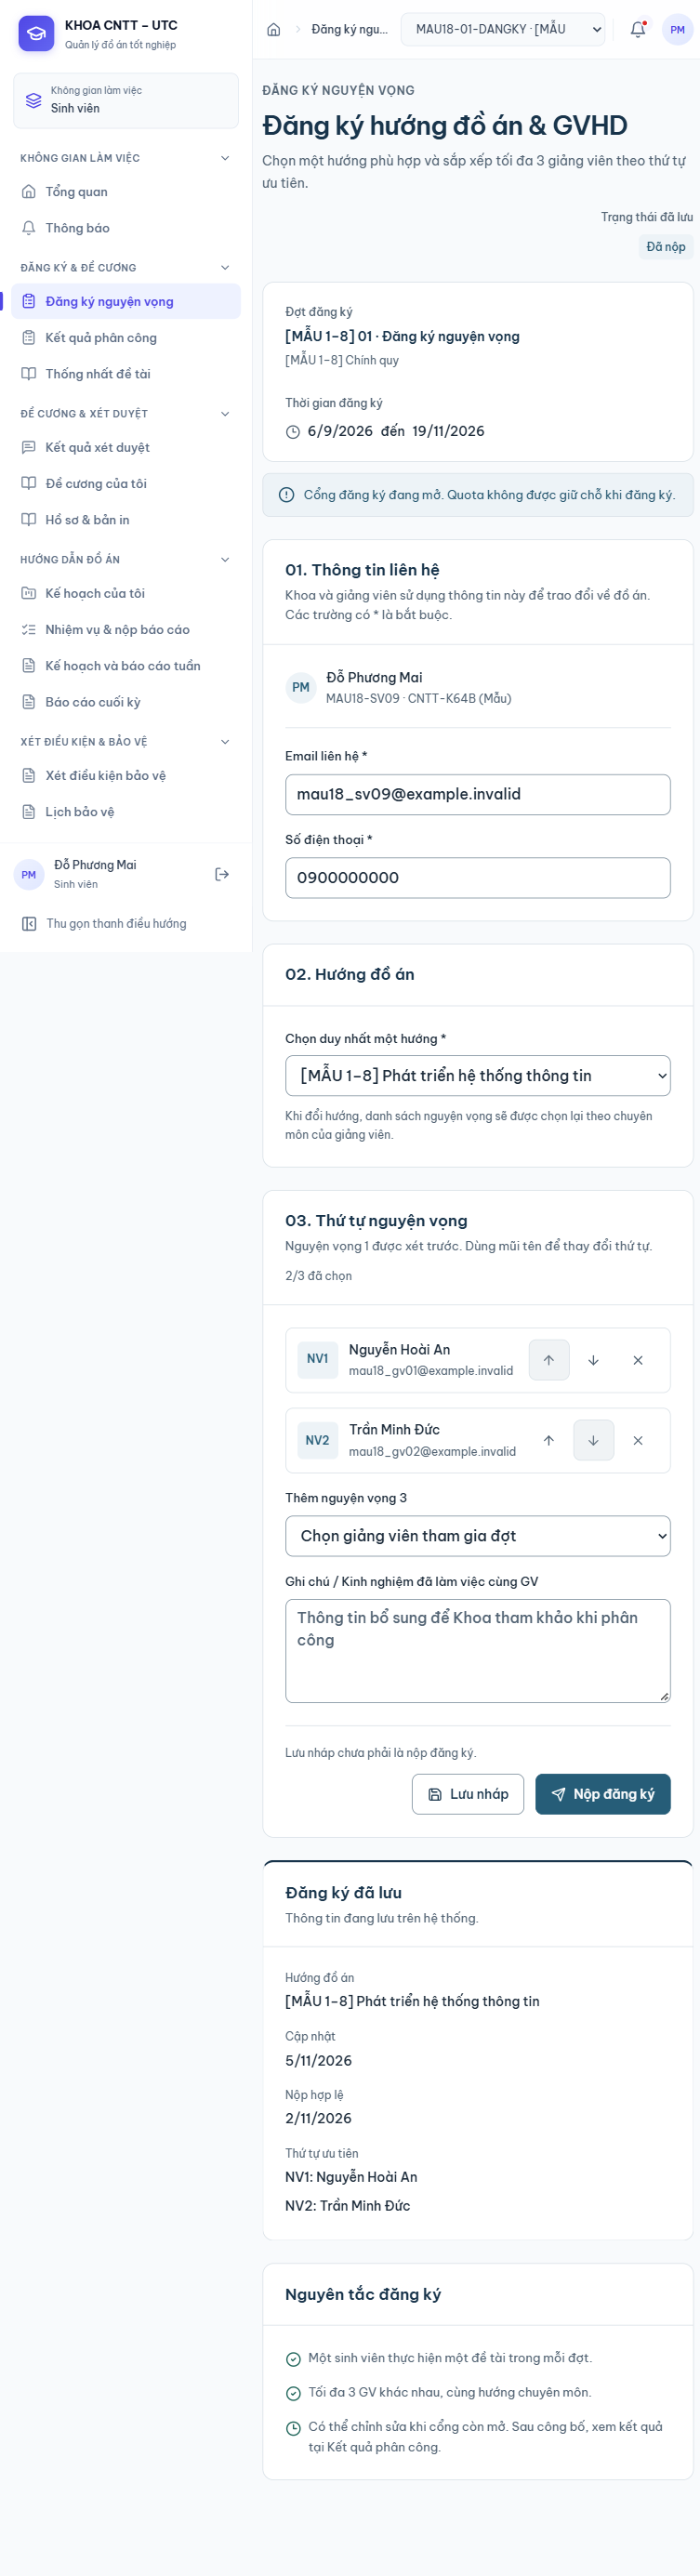 KHOA CNTT – UTC
Quản lý đồ án tốt nghiệp
Không gian làm việc
Sinh viên
KHÔNG GIAN LÀM VIỆC
Tổng quan
Thông báo
ĐĂNG KÝ & ĐỀ CƯƠNG
Đăng ký nguyện vọng
Kết quả phân công
Thống nhất đề tài
ĐỀ CƯƠNG & XÉT DUYỆT
Kết quả xét duyệt
Đề cương của tôi
Hồ sơ & bản in
HƯỚNG DẪN ĐỒ ÁN
Kế hoạch của tôi
Nhiệm vụ & nộp báo cáo
Kế hoạch và báo cáo tuần
Báo cáo cuối kỳ
XÉT ĐIỀU KIỆN & BẢO VỆ
Xét điều kiện bảo vệ
Lịch bảo vệ
PM
Đỗ Phương Mai
Sinh viên
Thu gọn thanh điều hướng
Đăng ký ngu...
MAU18-01-DANGKY · [MẪU
PM
ĐĂNG KÝ NGUYỆN VỌNG
Đăng ký hướng đồ án & GVHD
Chọn một hướng phù hợp và sắp xếp tối đa 3 giảng viên theo thứ tự
ưu tiên.
Trạng thái đã lưu
Đã nộp
Đợt đăng ký
[MẪU 1–8] 01 · Đăng ký nguyện vọng
[MẪU 1–8] Chính quy
Thời gian đăng ký
6/9/2026 đến 19/11/2026
Cổng đăng ký đang mở. Quota không được giữ chỗ khi đăng ký.
01. Thông tin liên hệ
Khoa và giảng viên sử dụng thông tin này để trao đổi về đồ án.
Các trường có * là bắt buộc.
PM
Đỗ Phương Mai
MAU18-SV09 · CNTT-K64B (Mẫu)
Email liên hệ *
mau18_sv09@example.invalid
Số điện thoại *
0900000000
02. Hướng đồ án
Chọn duy nhất một hướng *
[MẪU 1–8] Phát triển hệ thống thông tin
Khi đổi hướng, danh sách nguyện vọng sẽ được chọn lại theo chuyên
môn của giảng viên.
03. Thứ tự nguyện vọng
Nguyện vọng 1 được xét trước. Dùng mũi tên để thay đổi thứ tự.
2/3 đã chọn
NV1
Nguyễn Hoài An
mau18_gv01@example.invalid
NV2
Trần Minh Đức
mau18_gv02@example.invalid
Thêm nguyện vọng 3
Chọn giảng viên tham gia đợt
Ghi chú / Kinh nghiệm đã làm việc cùng GV
Thông tin bổ sung để Khoa tham khảo khi phân
công
Lưu nháp chưa phải là nộp đăng ký.
Lưu nháp
Nộp đăng ký
Đăng ký đã lưu
Thông tin đang lưu trên hệ thống.
Hướng đồ án
[MẪU 1–8] Phát triển hệ thống thông tin
Cập nhật
5/11/2026
Nộp hợp lệ
2/11/2026
Thứ tự ưu tiên
NV1: Nguyễn Hoài An
NV2: Trần Minh Đức
Nguyên tắc đăng ký
Một sinh viên thực hiện một đề tài trong mỗi đợt.
Tối đa 3 GV khác nhau, cùng hướng chuyên môn.
Có thể chỉnh sửa khi cổng còn mở. Sau công bố, xem kết quả
tại Kết quả phân công.